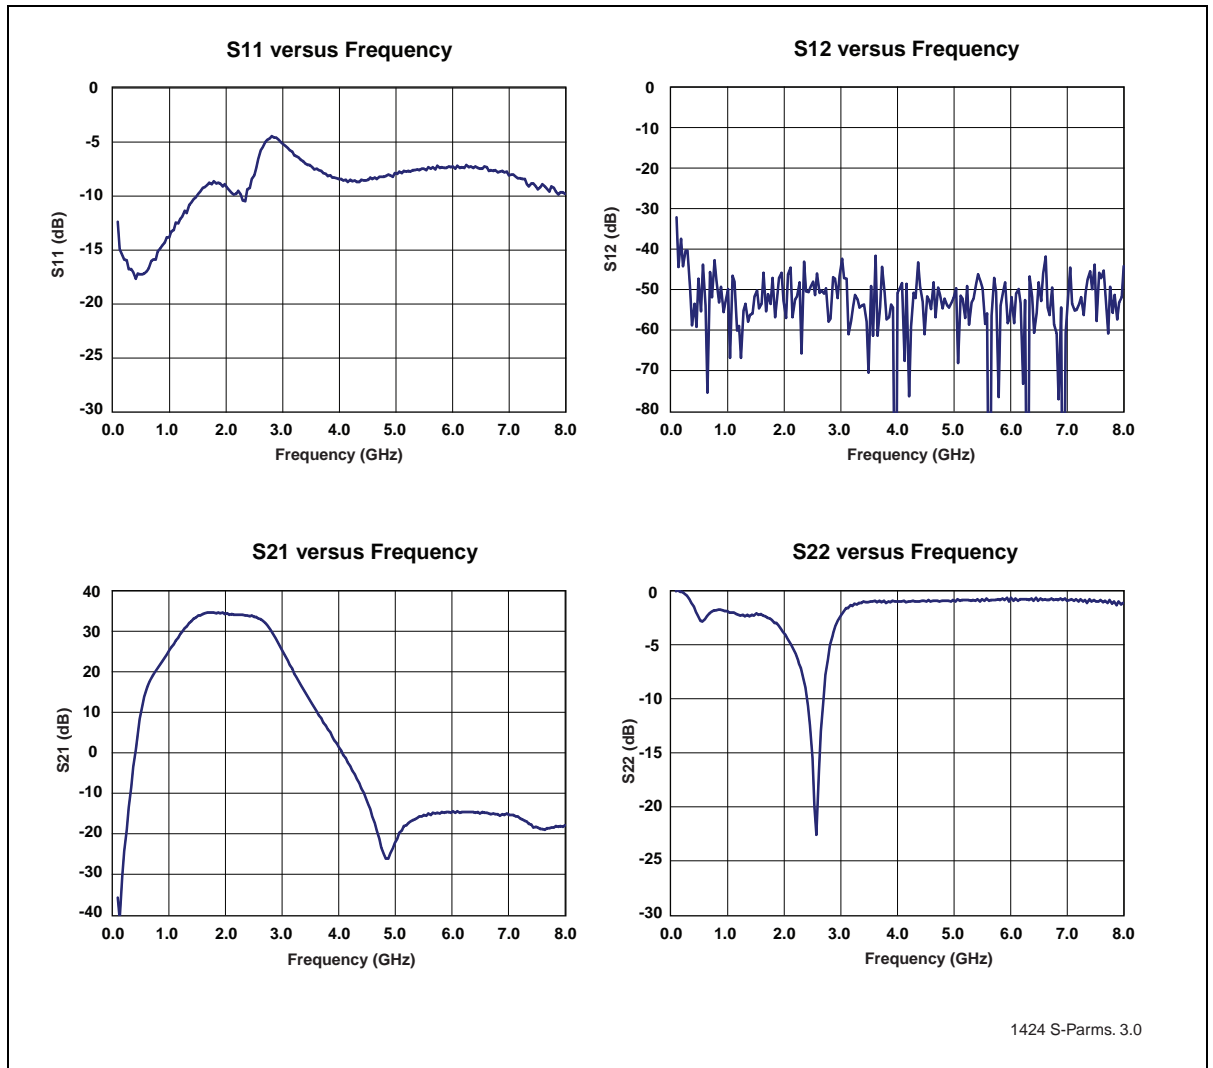 S11 versus Frequency
0
-5
-10
-15
-20
-25
-30
S11 (dB)
0.0 1.0 2.0 3.0 4.0 5.0 6.0 7.0 8.0
Frequency (GHz)
S12 versus Frequency
0
-10
-20
-30
-40
-50
-60
-70
-80
S12 (dB)
0.0 1.0 2.0 3.0 4.0 5.0 6.0 7.0 8.0
Frequency (GHz)
S21 versus Frequency
40
30
20
10
0
-10
-20
-30
-40
S21 (dB)
0.0 1.0 2.0 3.0 4.0 5.0 6.0 7.0 8.0
Frequency (GHz)
S22 versus Frequency
0
-5
-10
-15
-20
-25
-30
S22 (dB)
0.0 1.0 2.0 3.0 4.0 5.0 6.0 7.0 8.0
Frequency (GHz)
1424 S-Parms. 3.0